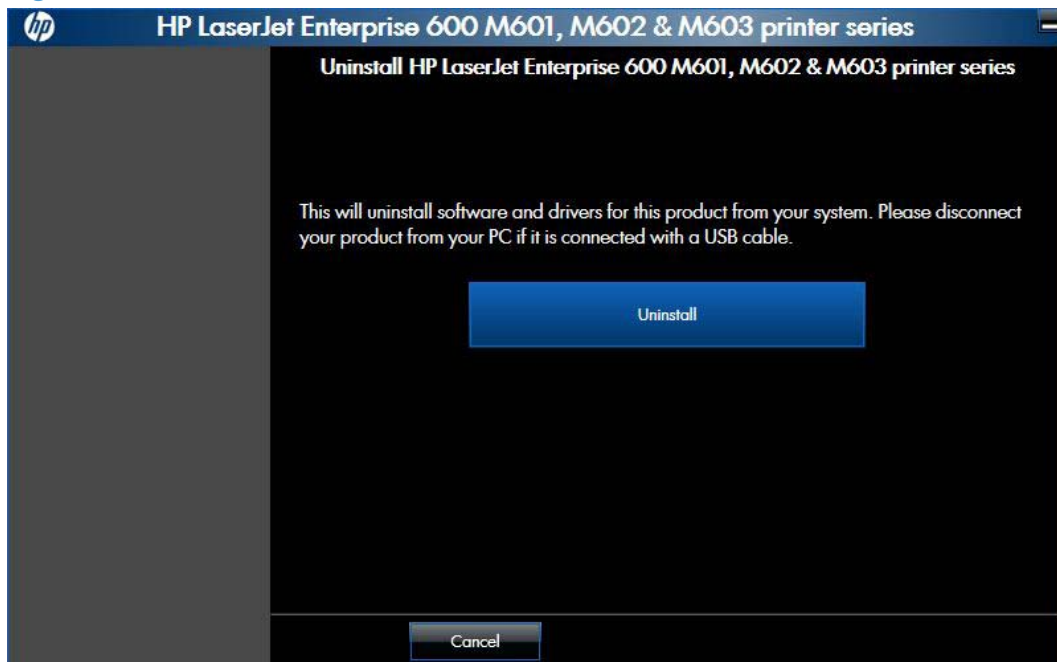 hp
HP LaserJet Enterprise 600 M601, M602 & M603 printer series
Uninstall HP LaserJet Enterprise 600 M601, M602 & M603 printer series
This will uninstall software and drivers for this product from your system. Please disconnect
your product from your PC if it is connected with a USB cable.
Uninstall
Cancel